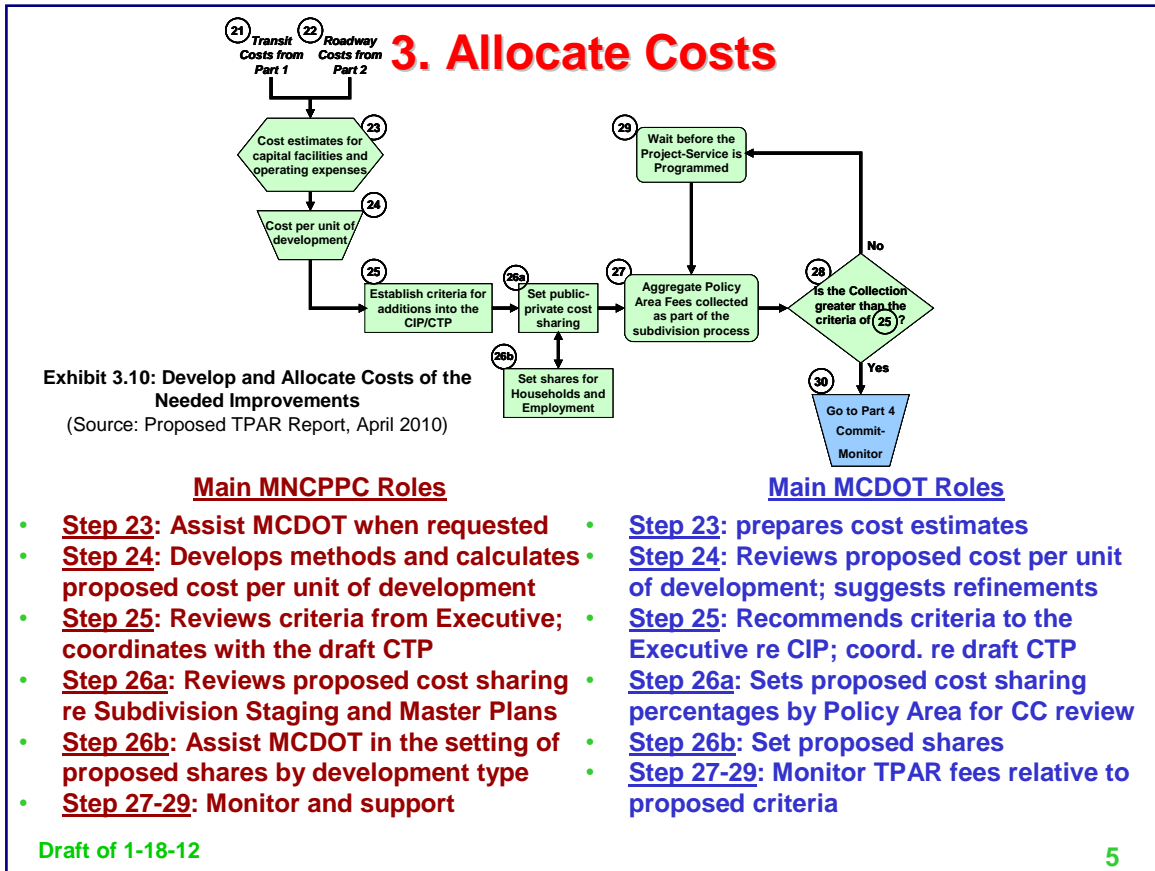 3. Allocate Costs
21
Transit
Costs from
Part 1
22
Roadway
Costs from
Part 2
23
Cost estimates for
capital facilities and
operating expenses
24
Cost per unit of
development
25
Establish criteria for
additions into the
CIP/CTP
26a
Set public-
private cost
sharing
26b
Set shares for
Households and
Employment
27
Aggregate Policy
Area Fees collected
as part of the
subdivision process
28
Is the Collection
greater than the
criteria of 25 ?
No
29
Wait before the
Project-Service is
Programmed
Yes
30
Go to Part 4
Commit-
Monitor
Exhibit 3.10: Develop and Allocate Costs of the
Needed Improvements
(Source: Proposed TPAR Report, April 2010)
Main MNCPPC Roles
• Step 23: Assist MCDOT when requested
• Step 24: Develops methods and calculates
proposed cost per unit of development
• Step 25: Reviews criteria from Executive;
coordinates with the draft CTP
• Step 26a: Reviews proposed cost sharing
re Subdivision Staging and Master Plans
• Step 26b: Assist MCDOT in the setting of
proposed shares by development type
• Step 27-29: Monitor and support
Main MCDOT Roles
• Step 23: prepares cost estimates
• Step 24: Reviews proposed cost per unit
of development; suggests refinements
• Step 25: Recommends criteria to the
Executive re CIP; coord. re draft CTP
• Step 26a: Sets proposed cost sharing
percentages by Policy Area for CC review
• Step 26b: Set proposed shares
• Step 27-29: Monitor TPAR fees relative to
proposed criteria
Draft of 1-18-12
5